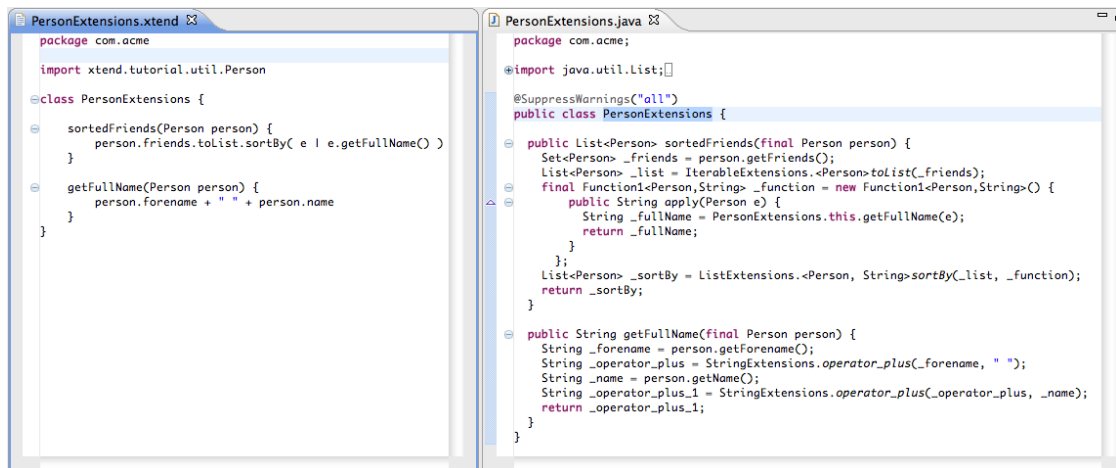 PersonExtensions.xtend
package com.acme
import xtend.tutorial.util.Person
class PersonExtensions {
sortedFriends(Person person) {
person.friends.toList.sortBy( e | e.getFullName() )
}
getFullName(Person person) {
person.forename + " " + person.name
}
}
PersonExtensions.java
package com.acme;
import java.util.List;
@SuppressWarnings("all")
public class PersonExtensions {
public List<Person> sortedFriends(final Person person) {
Set<Person> _friends = person.getFriends();
List<Person> _list = IterableExtensions.<Person>toList(_friends);
final Function1<Person,String> _function = new Function1<Person,String>() {
public String apply(Person e) {
String _fullName = PersonExtensions.this.getFullName(e);
return _fullName;
}
};
List<Person> _sortBy = ListExtensions.<Person, String>sortBy(_list, _function);
return _sortBy;
}
public String getFullName(final Person person) {
String _forename = person.getForename();
String _operator_plus = StringExtensions.operator_plus(_forename, " ");
String _name = person.getName();
String _operator_plus_1 = StringExtensions.operator_plus(_operator_plus, _name);
return _operator_plus_1;
}
}